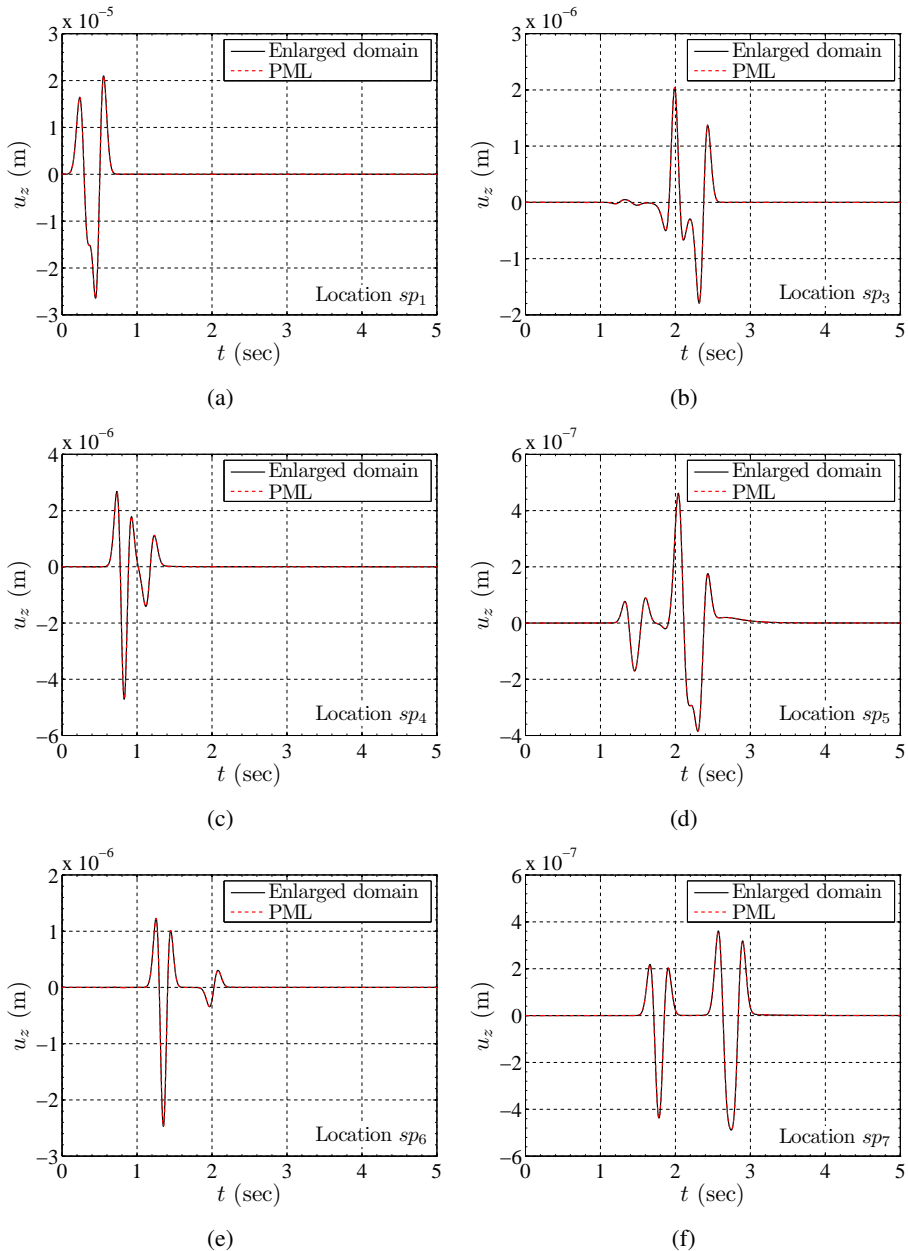 x 10⁻⁵
3
2
1
0
−1
−2
−3
u_z (m)
Enlarged domain
PML
Location sp₁
0 1 2 3 4 5
t (sec)
(a)
x 10⁻⁶
3
2
1
0
−1
−2
u_z (m)
Enlarged domain
PML
Location sp₃
0 1 2 3 4 5
t (sec)
(b)
x 10⁻⁶
4
2
0
−2
−4
−6
u_z (m)
Enlarged domain
PML
Location sp₄
0 1 2 3 4 5
t (sec)
(c)
x 10⁻⁷
6
4
2
0
−2
−4
u_z (m)
Enlarged domain
PML
Location sp₅
0 1 2 3 4 5
t (sec)
(d)
x 10⁻⁶
2
1
0
−1
−2
−3
u_z (m)
Enlarged domain
PML
Location sp₆
0 1 2 3 4 5
t (sec)
(e)
x 10⁻⁷
6
4
2
0
−2
−4
−6
u_z (m)
Enlarged domain
PML
Location sp₇
0 1 2 3 4 5
t (sec)
(f)